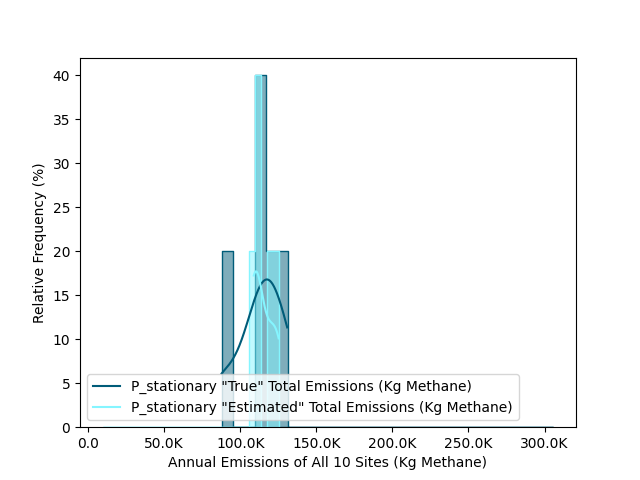 40
35
30
25
20
15
10
5
0
Relative Frequency (%)
P_stationary "True" Total Emissions (Kg Methane)
P_stationary "Estimated" Total Emissions (Kg Methane)
0.0 50.0K 100.0K 150.0K 200.0K 250.0K 300.0K
Annual Emissions of All 10 Sites (Kg Methane)